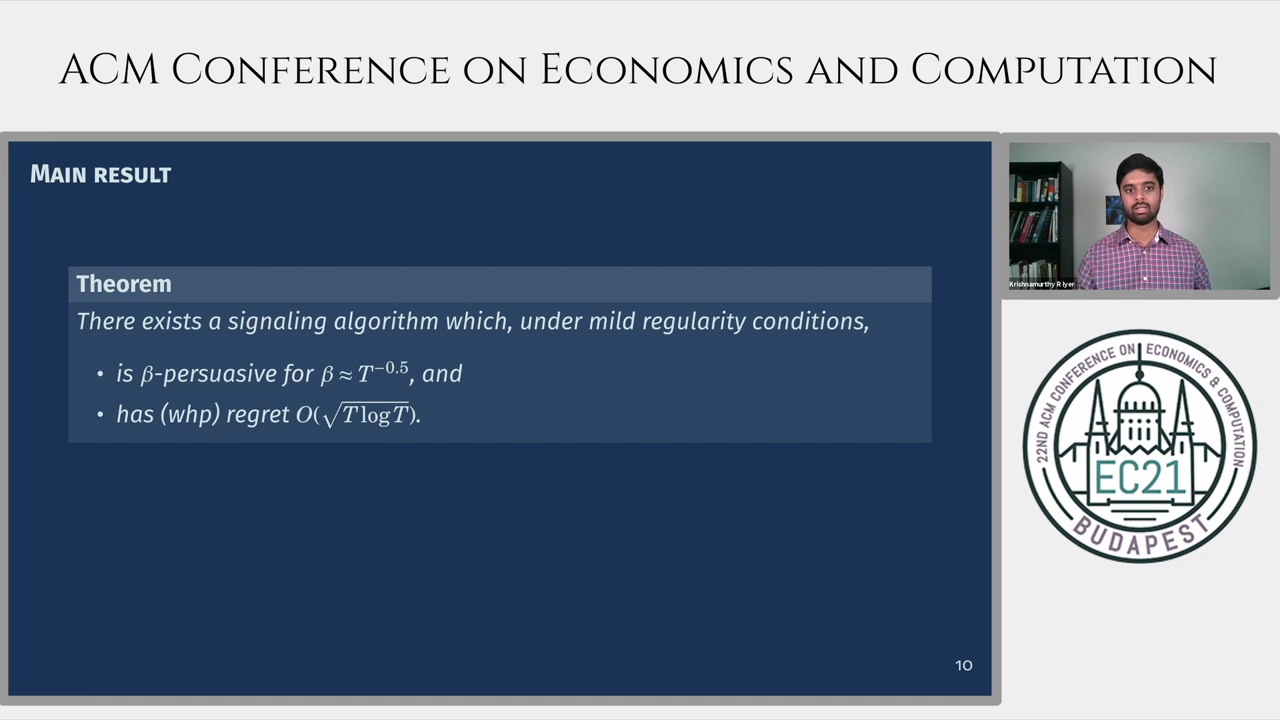 ACM Conference on Economics and Computation
Main result
Theorem
There exists a signaling algorithm which, under mild regularity conditions,
• is β-persuasive for β ≈ T^{-0.5}, and
• has (whp) regret O(√(T log T)).
10
Krishnamurthy R Iyer
22ND ACM CONFERENCE ON ECONOMICS & COMPUTATION
EC21
BUDAPEST